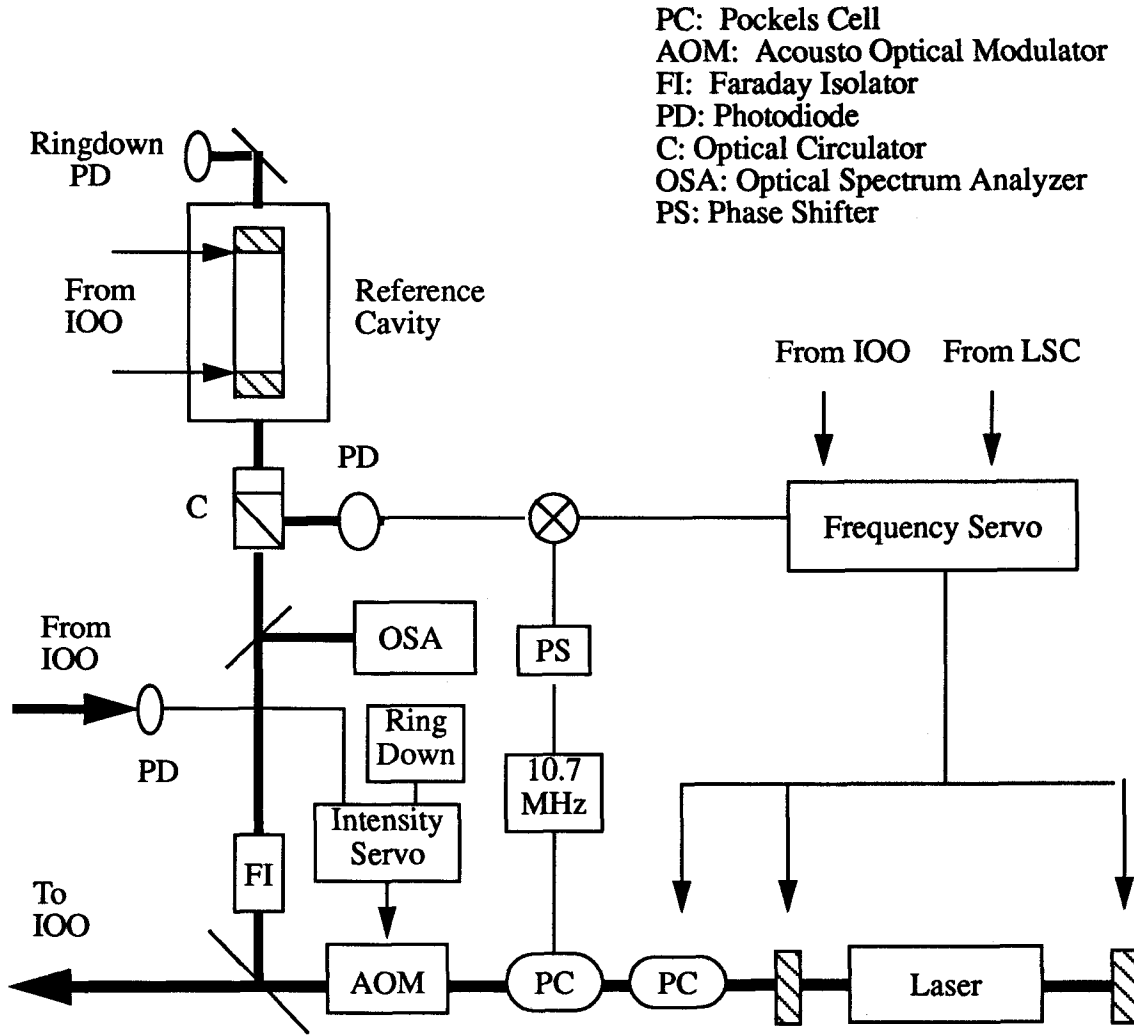 PC: Pockels Cell
AOM: Acousto Optical Modulator
FI: Faraday Isolator
PD: Photodiode
C: Optical Circulator
OSA: Optical Spectrum Analyzer
PS: Phase Shifter
Ringdown
PD
From
IOO
Reference
Cavity
From IOO
From LSC
PD
C
Frequency Servo
From
IOO
OSA
PS
PD
Ring
Down
10.7
MHz
Intensity
Servo
FI
To
IOO
AOM
PC
PC
Laser